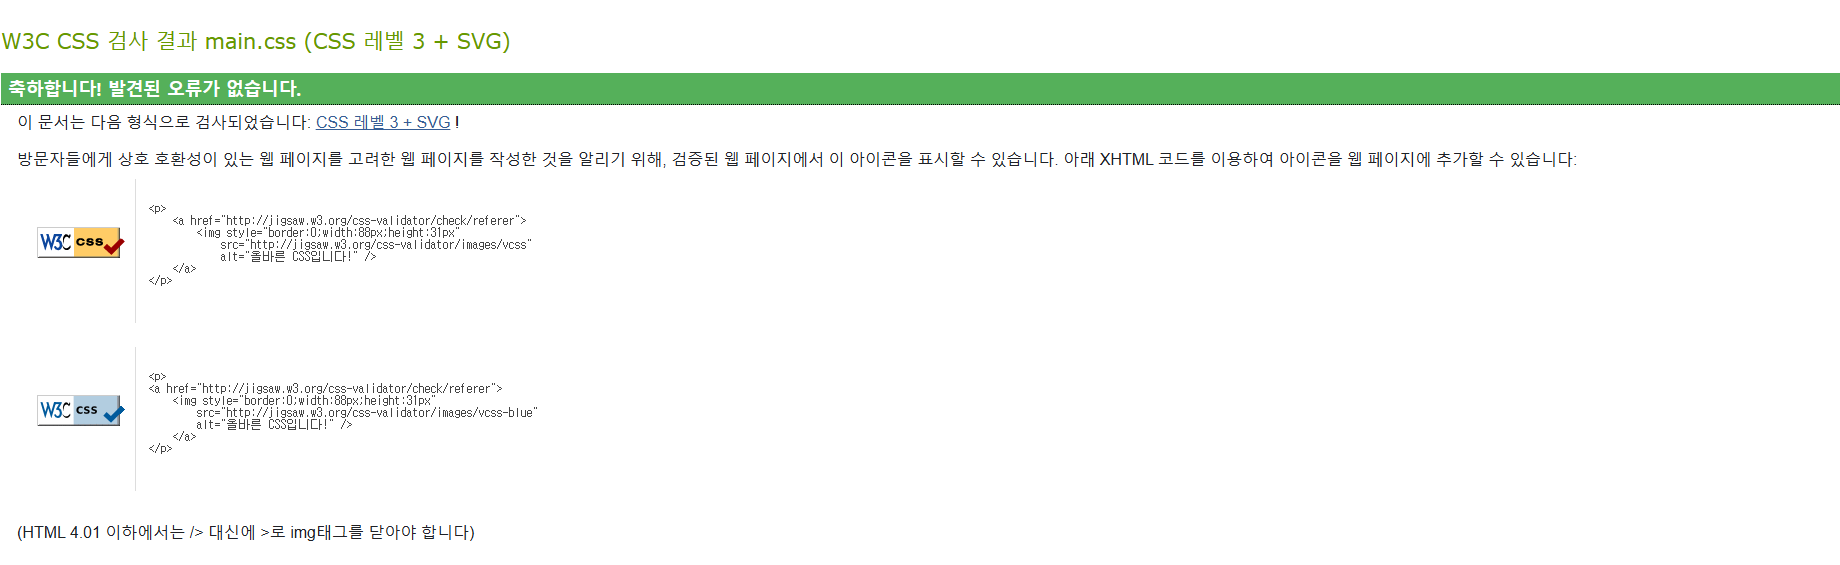 W3C CSS 검사 결과 main.css (CSS 레벨 3 + SVG)
축하합니다! 발견된 오류가 없습니다.
이 문서는 다음 형식으로 검사되었습니다: CSS 레벨 3 + SVG !
방문자들에게 상호 호환성이 있는 웹 페이지를 고려한 웹 페이지를 작성한 것을 알리기 위해, 검증된 웹 페이지에서 이 아이콘을 표시할 수 있습니다. 아래 XHTML 코드를 이용하여 아이콘을 웹 페이지에 추가할 수 있습니다:
W3C css
<p>
    <a href="http://jigsaw.w3.org/css-validator/check/referer">
        <img style="border:0;width:88px;height:31px"
            src="http://jigsaw.w3.org/css-validator/images/vcss"
            alt="올바른 CSS입니다!" />
    </a>
</p>
W3C css
<p>
<a href="http://jigsaw.w3.org/css-validator/check/referer">
    <img style="border:0;width:88px;height:31px"
        src="http://jigsaw.w3.org/css-validator/images/vcss-blue"
        alt="올바른 CSS입니다!" />
    </a>
</p>
(HTML 4.01 이하에서는 /> 대신에 >로 img태그를 닫아야 합니다)